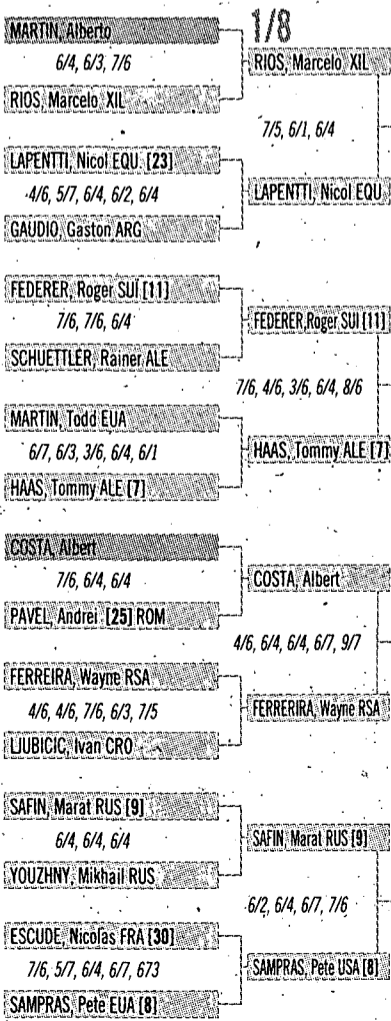 1/8
MARTIN, Alberto
6/4, 6/3, 7/6
RIOS, Marcelo XIL
RIOS, Marcelo XIL
7/5, 6/1, 6/4
LAPENTTI, Nicol EQU. [23]
4/6, 5/7, 6/4, 6/2, 6/4
GAUDIO, Gaston ARG
LAPENTTI, Nicol EQU
FEDERER, Roger SUI [11]
7/6, 7/6, 6/4
SCHUETTLER, Rainer ALE
FEDERER,Roger SUI [11]
7/6, 4/6, 3/6, 6/4, 8/6
MARTIN, Todd EUA
6/7, 6/3, 3/6, 6/4, 6/1
HAAS, Tommy ALE [7]
HAAS, Tommy ALE [7]
COSTA, Albert
7/6, 6/4, 6/4
PAVEL, Andrei [25] ROM
COSTA, Albert
4/6, 6/4, 6/4, 6/7, 9/7
FERREIRA, Wayne RSA
4/6, 4/6, 7/6, 6/3, 7/5
LJUBICIC, Ivan CRO
FERRERIRA, Wayne RSA
SAFIN, Marat RUS [9]
6/4, 6/4, 6/4
YOUZHNY, Mikhail RUS
SAFIN, Marat RUS [9]
6/2, 6/4, 6/7, 7/6
ESCUDE, Nicolas FRA [30]
7/6, 5/7, 6/4, 6/7, 673
SAMPRAS, Pete EUA [8]
SAMPRAS, Pete USA [8]